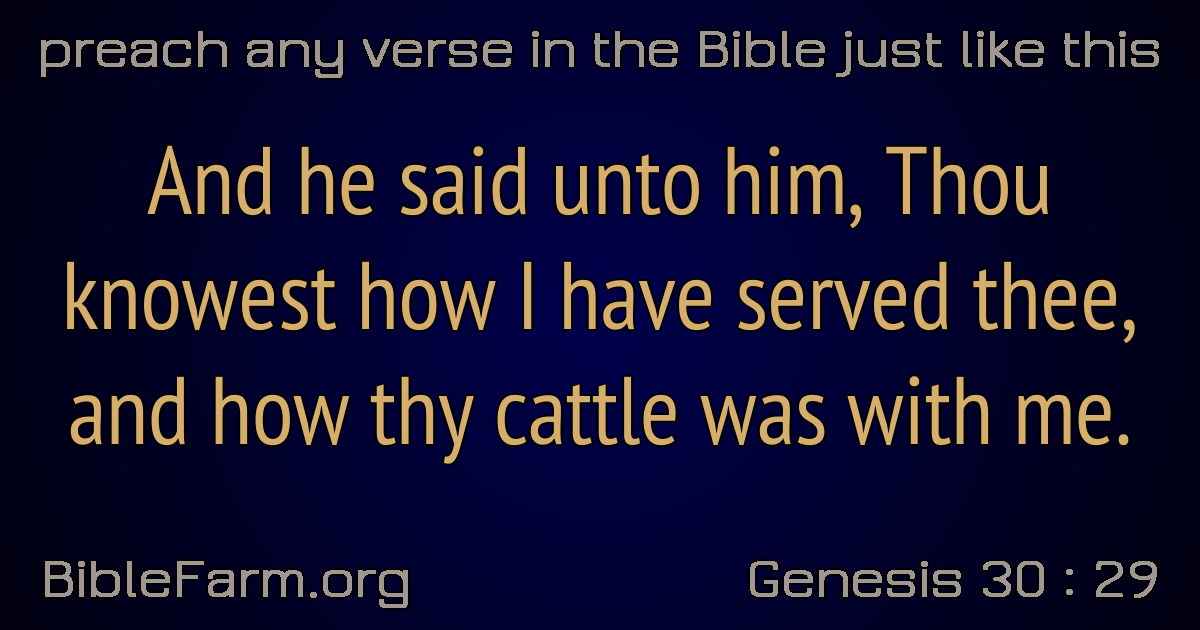 preach any verse in the Bible just like this
And he said unto him, Thou
knowest how I have served thee,
and how thy cattle was with me.
BibleFarm.org
Genesis 30 : 29